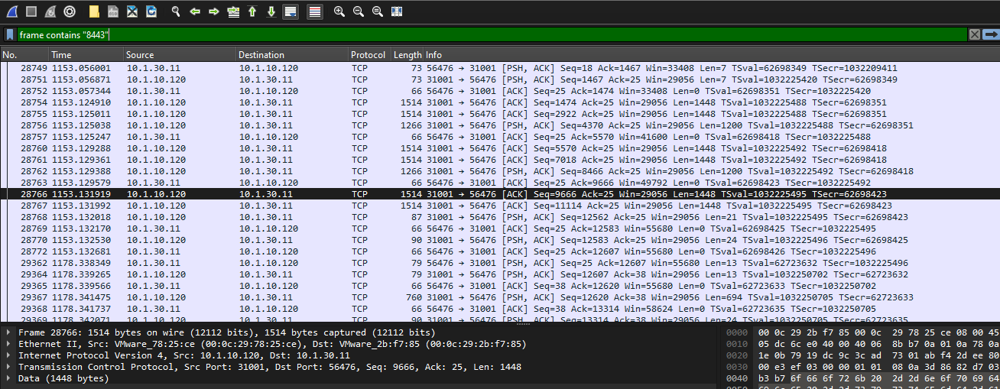 frame contains "8443"
No. Time Source Destination Protocol Length Info
28749 1153.056001 10.1.30.11 10.1.10.120 TCP 73 56476 → 31001 [PSH, ACK] Seq=18 Ack=1467 Win=33408 Len=7 TSval=62698349 TSecr=1032209411
28751 1153.056871 10.1.10.120 10.1.30.11 TCP 73 31001 → 56476 [PSH, ACK] Seq=1467 Ack=25 Win=29056 Len=7 TSval=1032225420 TSecr=62698349
28752 1153.057344 10.1.30.11 10.1.10.120 TCP 66 56476 → 31001 [ACK] Seq=25 Ack=1474 Win=33408 Len=0 TSval=62698351 TSecr=1032225420
28754 1153.124910 10.1.10.120 10.1.30.11 TCP 1514 31001 → 56476 [ACK] Seq=1474 Ack=25 Win=29056 Len=1448 TSval=1032225488 TSecr=62698351
28755 1153.125011 10.1.10.120 10.1.30.11 TCP 1514 31001 → 56476 [ACK] Seq=2922 Ack=25 Win=29056 Len=1448 TSval=1032225488 TSecr=62698351
28756 1153.125038 10.1.10.120 10.1.30.11 TCP 1266 31001 → 56476 [PSH, ACK] Seq=4370 Ack=25 Win=29056 Len=1200 TSval=1032225488 TSecr=62698351
28757 1153.125247 10.1.30.11 10.1.10.120 TCP 66 56476 → 31001 [ACK] Seq=25 Ack=5570 Win=41600 Len=0 TSval=62698418 TSecr=1032225488
28760 1153.129288 10.1.10.120 10.1.30.11 TCP 1514 31001 → 56476 [ACK] Seq=5570 Ack=25 Win=29056 Len=1448 TSval=1032225492 TSecr=62698418
28761 1153.129361 10.1.10.120 10.1.30.11 TCP 1514 31001 → 56476 [ACK] Seq=7018 Ack=25 Win=29056 Len=1448 TSval=1032225492 TSecr=62698418
28762 1153.129388 10.1.10.120 10.1.30.11 TCP 1266 31001 → 56476 [PSH, ACK] Seq=8466 Ack=25 Win=29056 Len=1200 TSval=1032225492 TSecr=62698418
28763 1153.129579 10.1.30.11 10.1.10.120 TCP 66 56476 → 31001 [ACK] Seq=25 Ack=9666 Win=49792 Len=0 TSval=62698423 TSecr=1032225492
28766 1153.131919 10.1.10.120 10.1.30.11 TCP 1514 31001 → 56476 [ACK] Seq=9666 Ack=25 Win=29056 Len=1448 TSval=1032225495 TSecr=62698423
28767 1153.131992 10.1.10.120 10.1.30.11 TCP 1514 31001 → 56476 [ACK] Seq=11114 Ack=25 Win=29056 Len=1448 TSval=1032225495 TSecr=62698423
28768 1153.132018 10.1.10.120 10.1.30.11 TCP 87 31001 → 56476 [PSH, ACK] Seq=12562 Ack=25 Win=29056 Len=21 TSval=1032225495 TSecr=62698423
28769 1153.132170 10.1.30.11 10.1.10.120 TCP 66 56476 → 31001 [ACK] Seq=25 Ack=12583 Win=55680 Len=0 TSval=62698425 TSecr=1032225495
28770 1153.132530 10.1.10.120 10.1.30.11 TCP 90 31001 → 56476 [PSH, ACK] Seq=12583 Ack=25 Win=29056 Len=24 TSval=1032225496 TSecr=62698425
28772 1153.132681 10.1.30.11 10.1.10.120 TCP 66 56476 → 31001 [ACK] Seq=25 Ack=12607 Win=55680 Len=0 TSval=62698426 TSecr=1032225496
29362 1178.338349 10.1.30.11 10.1.10.120 TCP 79 56476 → 31001 [PSH, ACK] Seq=25 Ack=12607 Win=55680 Len=13 TSval=62723632 TSecr=1032225496
29364 1178.339265 10.1.10.120 10.1.30.11 TCP 79 31001 → 56476 [PSH, ACK] Seq=12607 Ack=38 Win=29056 Len=13 TSval=1032250702 TSecr=62723632
29365 1178.339566 10.1.30.11 10.1.10.120 TCP 66 56476 → 31001 [ACK] Seq=38 Ack=12620 Win=55680 Len=0 TSval=62723633 TSecr=1032250702
29367 1178.341475 10.1.10.120 10.1.30.11 TCP 760 31001 → 56476 [PSH, ACK] Seq=12620 Ack=38 Win=29056 Len=694 TSval=1032250705 TSecr=62723633
29368 1178.341737 10.1.30.11 10.1.10.120 TCP 66 56476 → 31001 [ACK] Seq=38 Ack=13314 Win=58624 Len=0 TSval=62723635 TSecr=1032250705
29369 1178.342071 10.1.10.120 10.1.30.11 TCP 90 31001 → 56476 [PSH, ACK] Seq=13314 Ack=38 Win=29056 Len=24 TSval=1032250705 TSecr=62723635
Frame 28766: 1514 bytes on wire (12112 bits), 1514 bytes captured (12112 bits)
Ethernet II, Src: VMware_78:25:ce (00:0c:29:78:25:ce), Dst: VMware_2b:f7:85 (00:0c:29:2b:f7:85)
Internet Protocol Version 4, Src: 10.1.10.120, Dst: 10.1.30.11
Transmission Control Protocol, Src Port: 31001, Dst Port: 56476, Seq: 9666, Ack: 25, Len: 1448
Data (1448 bytes)
0000 00 0c 29 2b f7 85 00 0c 29 78 25 ce 08 00 45
0010 05 dc 6c e0 40 00 40 06 8b b7 0a 01 0a 78 0a
0020 1e 0b 79 19 dc 9c 3c ad 73 01 ab f4 2d ee 80
0030 00 e3 ef 03 00 00 01 01 08 0a 3d 86 82 d7 03
0040 b3 b7 6f 66 6f 72 6b 20 2d 2d 6e 6f 70 69 64